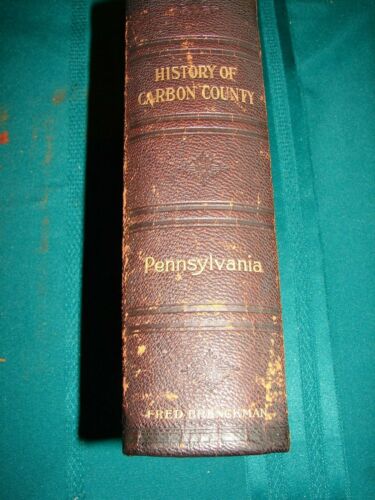 HISTORY OF
CARBON COUNTY
Pennsylvania
FRED BRENCKMAN